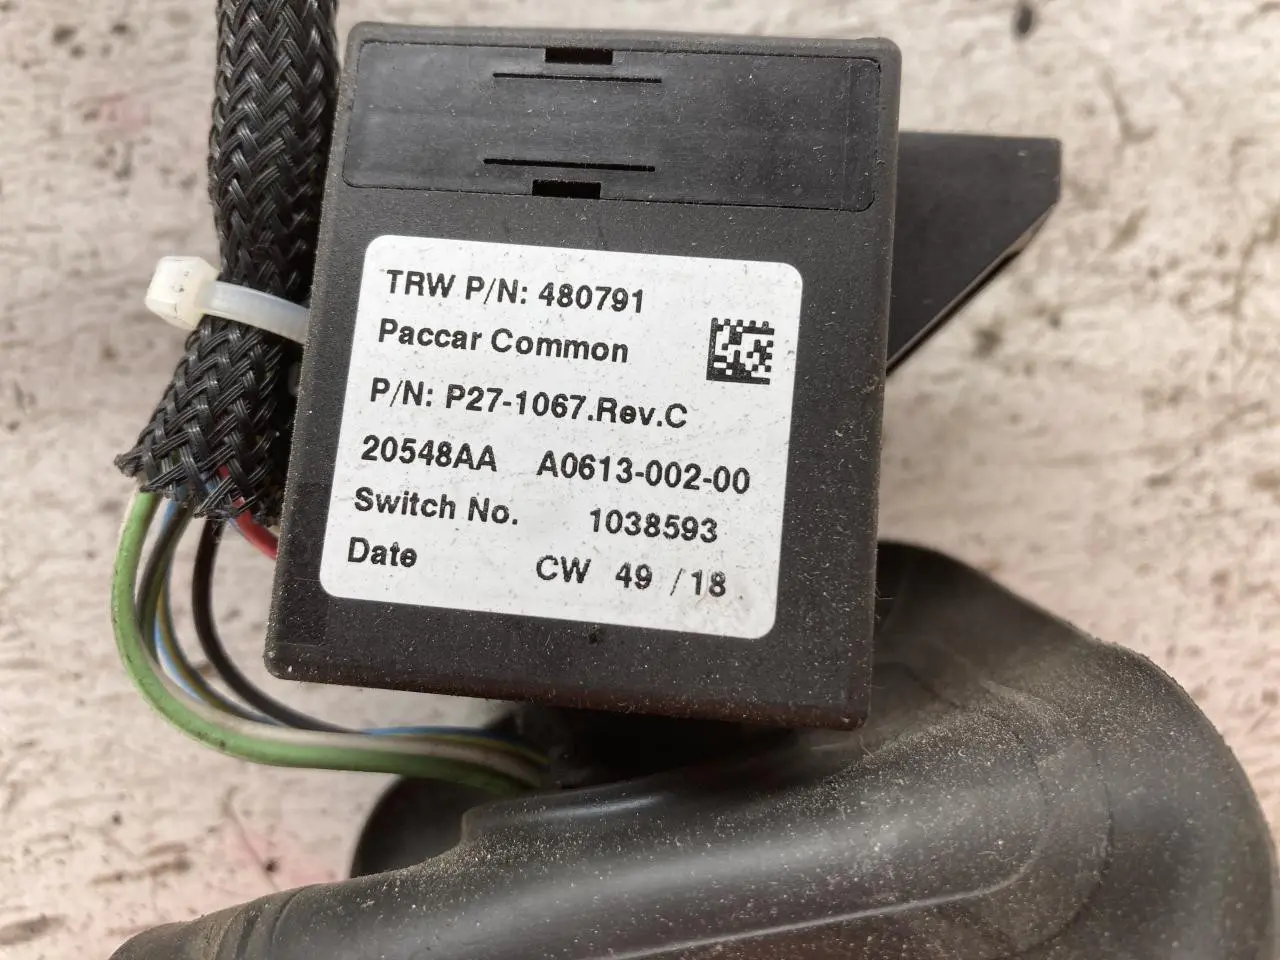 TRW P/N: 480791
Paccar Common
P/N: P27-1067.Rev.C
20548AA A0613-002-00
Switch No. 1038593
Date CW 49 /18